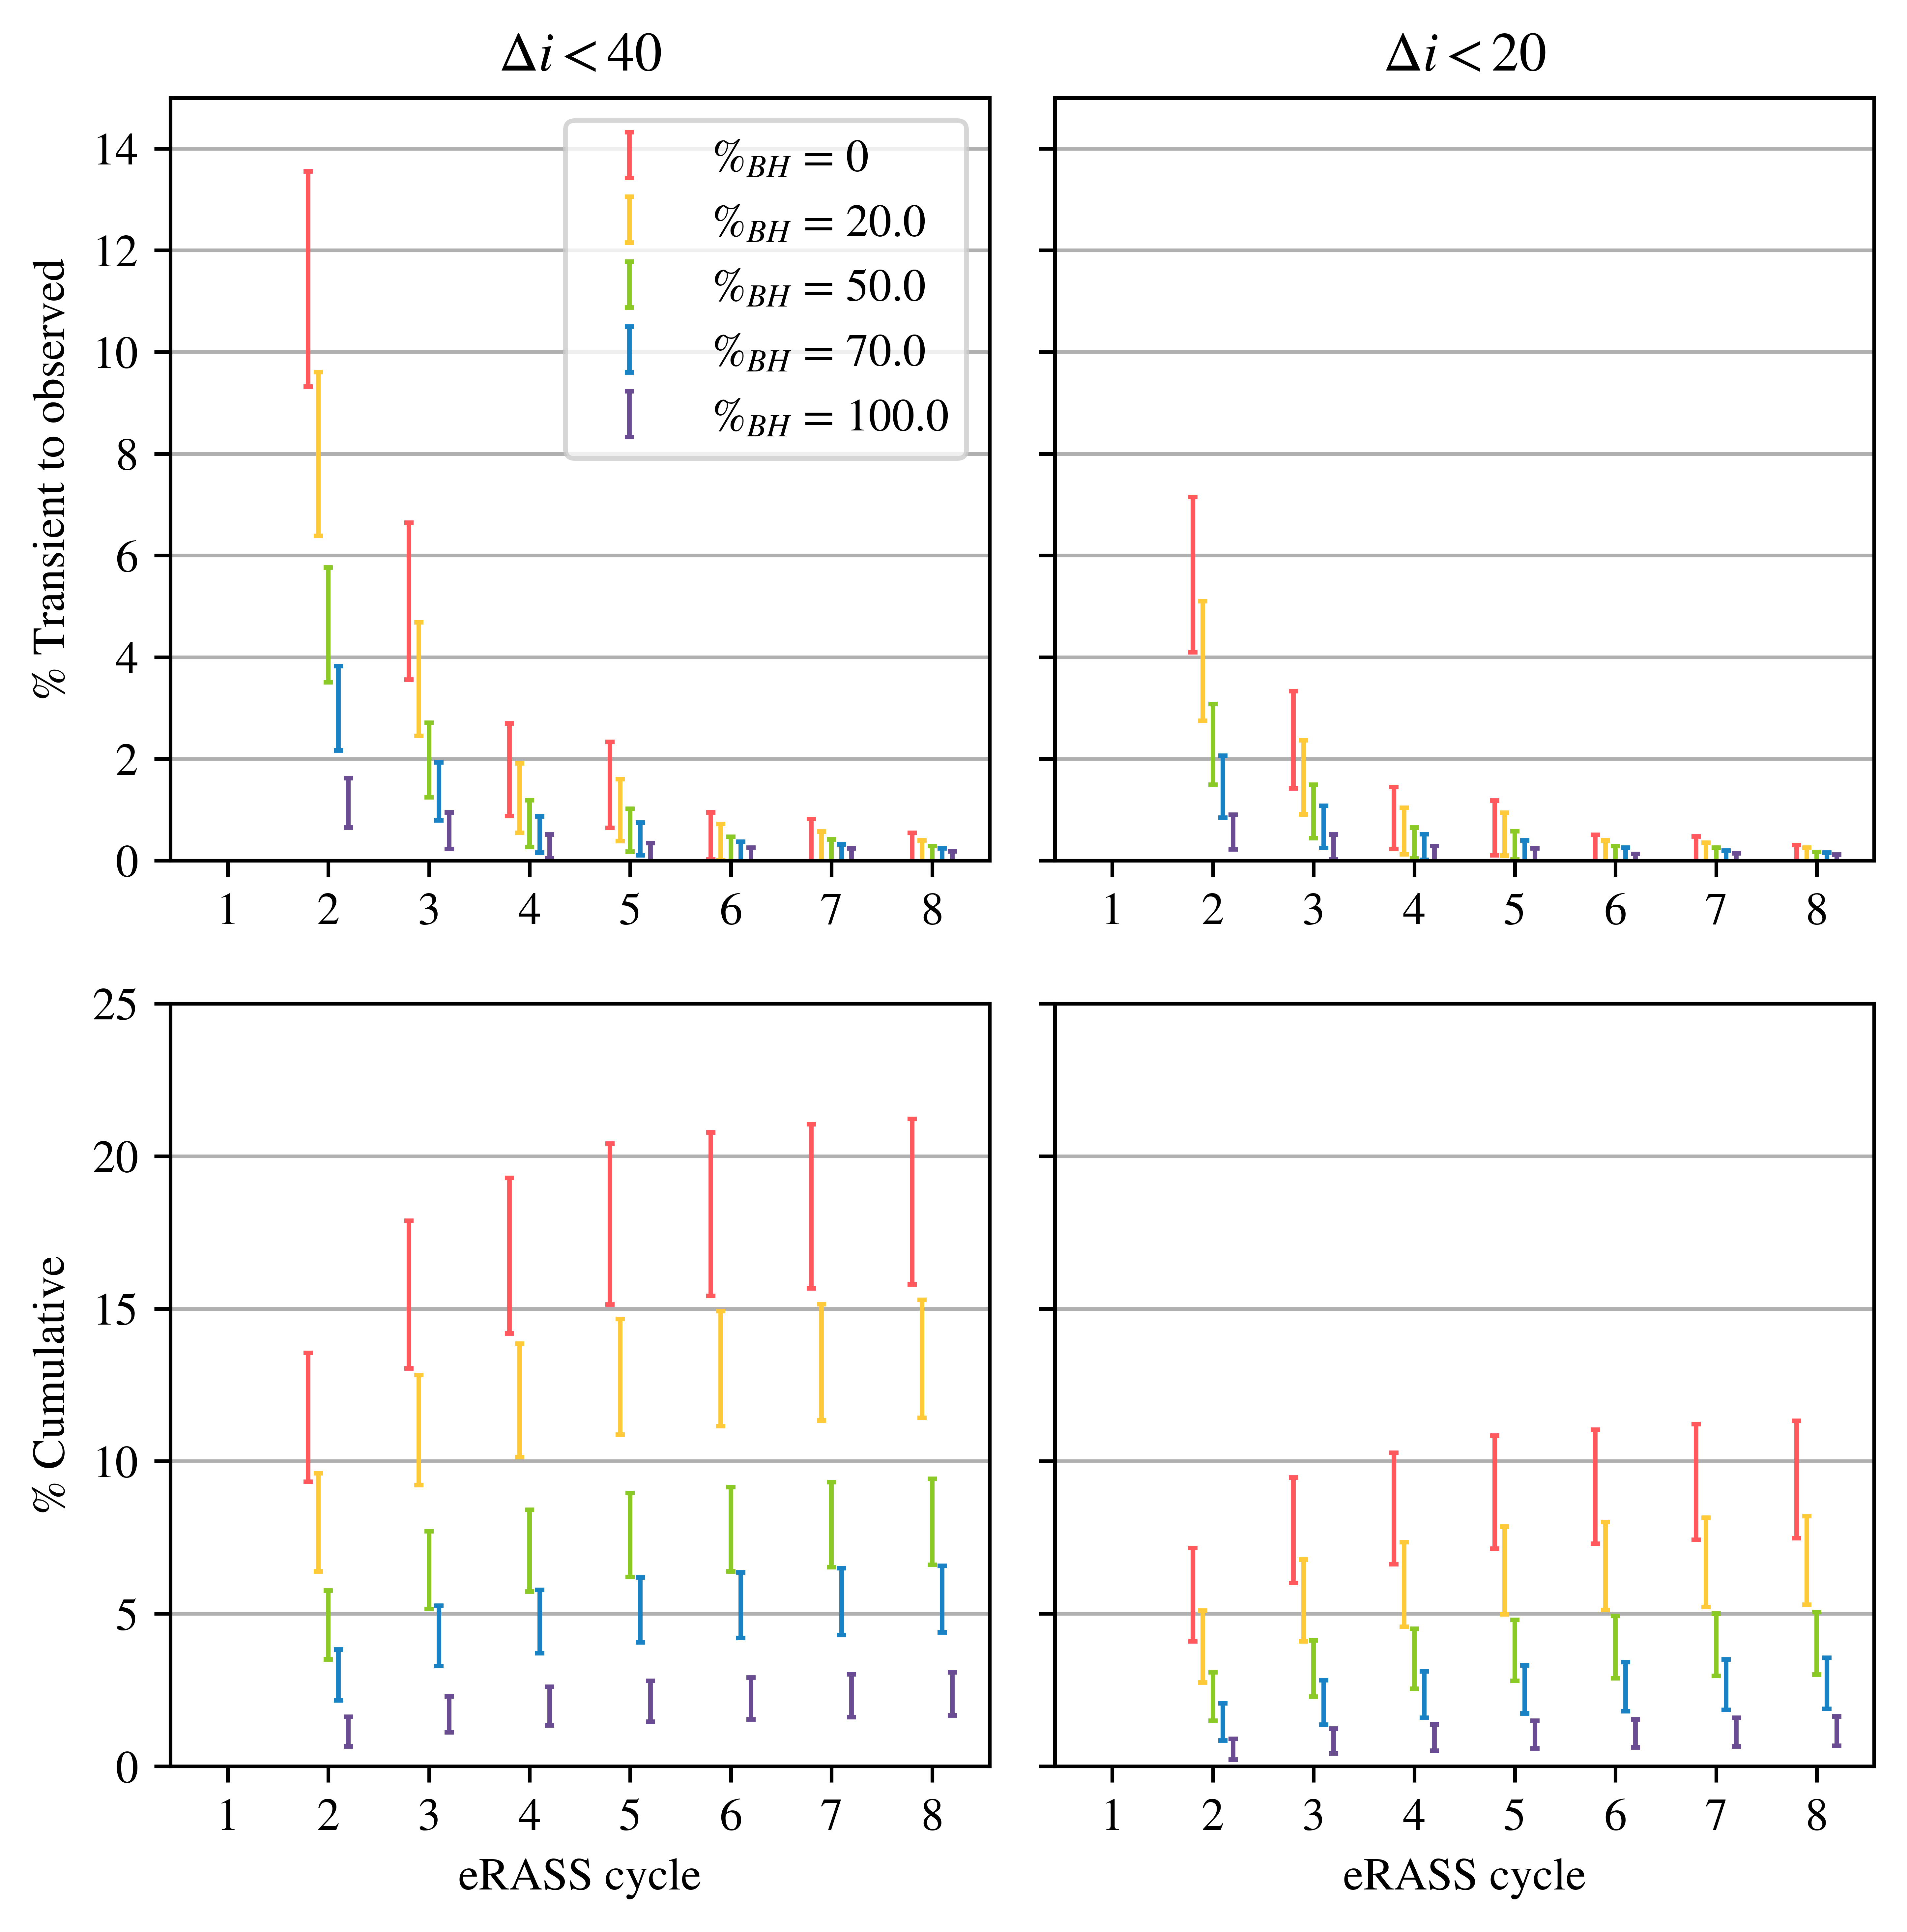 Δi < 40
Δi < 20
% Transient to observed
14
12
10
8
6
4
2
0
%BH = 0
%BH = 20.0
%BH = 50.0
%BH = 70.0
%BH = 100.0
1 2 3 4 5 6 7 8
1 2 3 4 5 6 7 8
% Cumulative
25
20
15
10
5
0
1 2 3 4 5 6 7 8
1 2 3 4 5 6 7 8
eRASS cycle
eRASS cycle